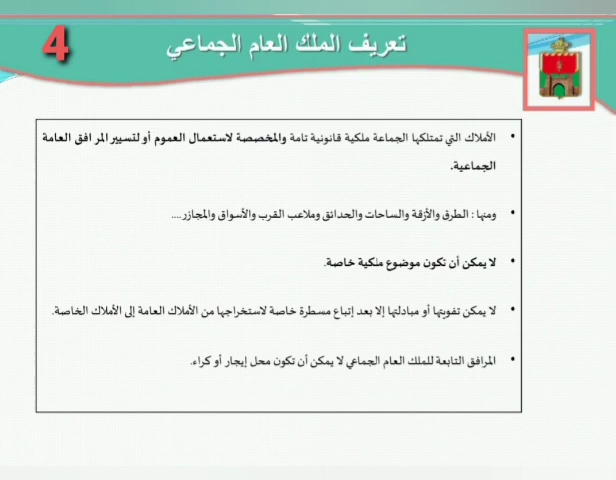 4
تعريف الملك العام الجماعي
• الأملاك التي تمتلكها الجماعة ملكية قانونية تامة والمخصصة لاستعمال العموم أو لتسيير المرافق العامة
الجماعية.
• ومنها : الطرق والأزقة والساحات والحدائق وملاعب القرب والأسواق والمجازر....
• لا يمكن أن تكون موضوع ملكية خاصة.
• لا يمكن تفويتها أو مبادلتها إلا بعد إتباع مسطرة خاصة لاستخراجها من الأملاك العامة إلى الأملاك الخاصة.
• المرافق التابعة للملك العام الجماعي لا يمكن أن تكون محل إيجار أو كراء.